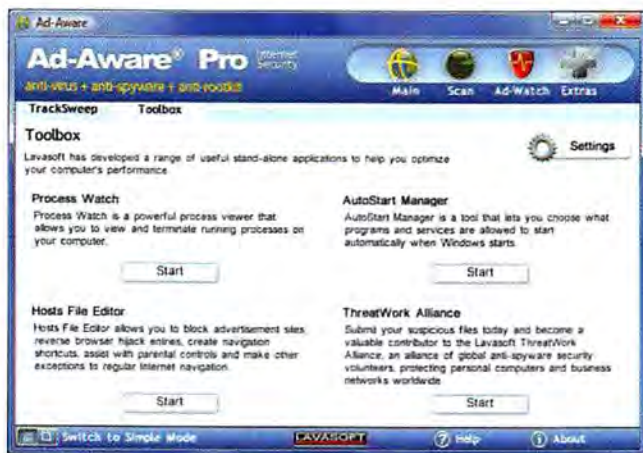 Ad-Aware
Ad-Aware® Pro Internet Security
anti-virus + anti-spyware + anti-rootkit
Main Scan Ad-Watch Extras
TrackSweep Toolbox
Toolbox
Settings
Lavasoft has developed a range of useful stand-alone applications to help you optimize
your computer's performance.
Process Watch
Process Watch is a powerful process viewer that
allows you to view and terminate running processes on
your computer.
Start
AutoStart Manager
AutoStart Manager is a tool that lets you choose what
programs and services are allowed to start
automatically when Windows starts.
Start
Hosts File Editor
Hosts File Editor allows you to block advertisement sites,
reverse browser hijack entries, create navigation
shortcuts, assist with parental controls and make other
exceptions to regular Internet navigation.
Start
ThreatWork Alliance
Submit your suspicious files today and become a
valuable contributor to the Lavasoft ThreatWork
Alliance, an alliance of global anti-spyware security
volunteers, protecting personal computers and business
networks worldwide.
Start
Switch to Simple Mode
LAVASOFT
Help
About